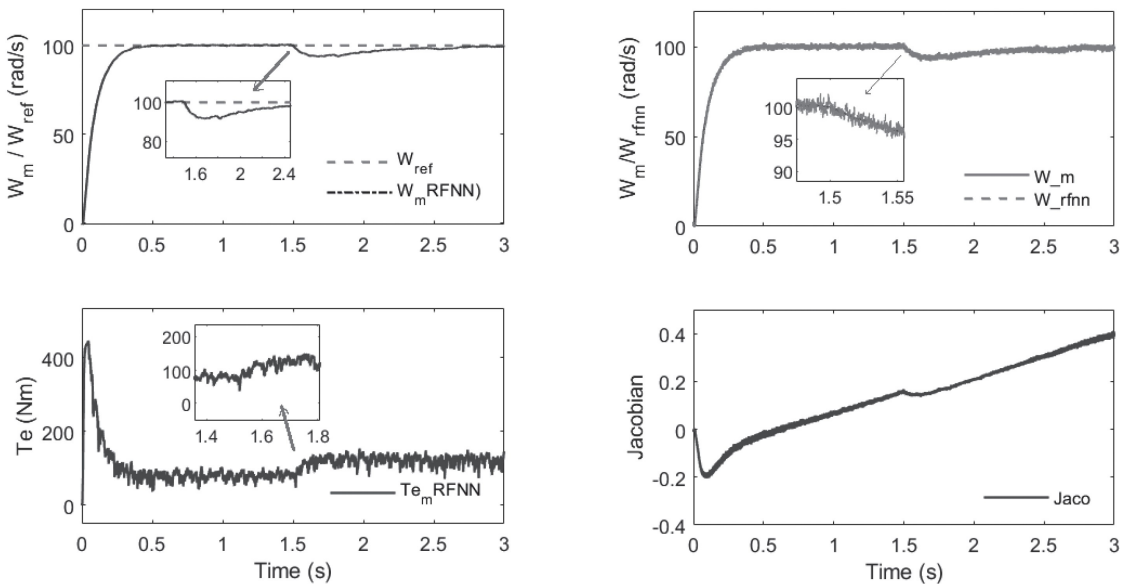 W_m / W_ref (rad/s)
100
50
0
100
80
1.6 2 2.4
W_ref
W_mRFNN)
0 0.5 1 1.5 2 2.5 3
W_m/W_rfnn (rad/s)
100
50
0
100
95
90
1.5 1.55
W_m
W_rfnn
0 0.5 1 1.5 2 2.5 3
Te (Nm)
400
200
0
200
100
0
1.4 1.6 1.8
Te_mRFNN
0 0.5 1 1.5 2 2.5 3
Time (s)
Jacobian
0.4
0.2
0
-0.2
-0.4
Jaco
0 0.5 1 1.5 2 2.5 3
Time (s)